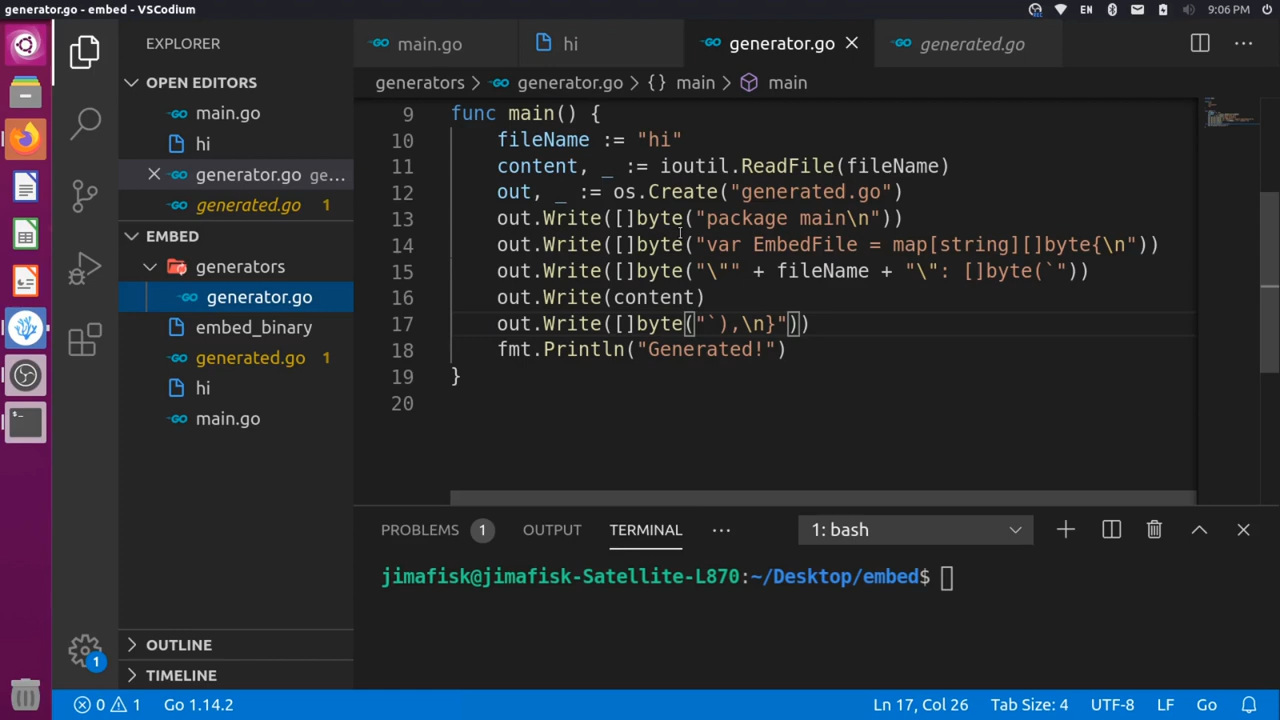 generator.go - embed - VSCodium
EN
9:06 PM
EXPLORER
OPEN EDITORS
main.go
hi
generator.go ge...
generated.go 1
EMBED
generators
generator.go
embed_binary
generated.go 1
hi
main.go
OUTLINE
TIMELINE
1
main.go
hi
generator.go
generated.go
generators > generator.go > {} main > main
9 func main() {
10 fileName := "hi"
11 content, _ := ioutil.ReadFile(fileName)
12 out, _ := os.Create("generated.go")
13 out.Write([]byte("package main\n"))
14 out.Write([]byte("var EmbedFile = map[string][]byte{\n"))
15 out.Write([]byte("\"" + fileName + "\": []byte(`"))
16 out.Write(content)
17 out.Write([]byte("`),\n}"))
18 fmt.Println("Generated!")
19 }
20
PROBLEMS 1 OUTPUT TERMINAL ... 1: bash
jimafisk@jimafisk-Satellite-L870:~/Desktop/embed$
0 1 Go 1.14.2 Ln 17, Col 26 Tab Size: 4 UTF-8 LF Go